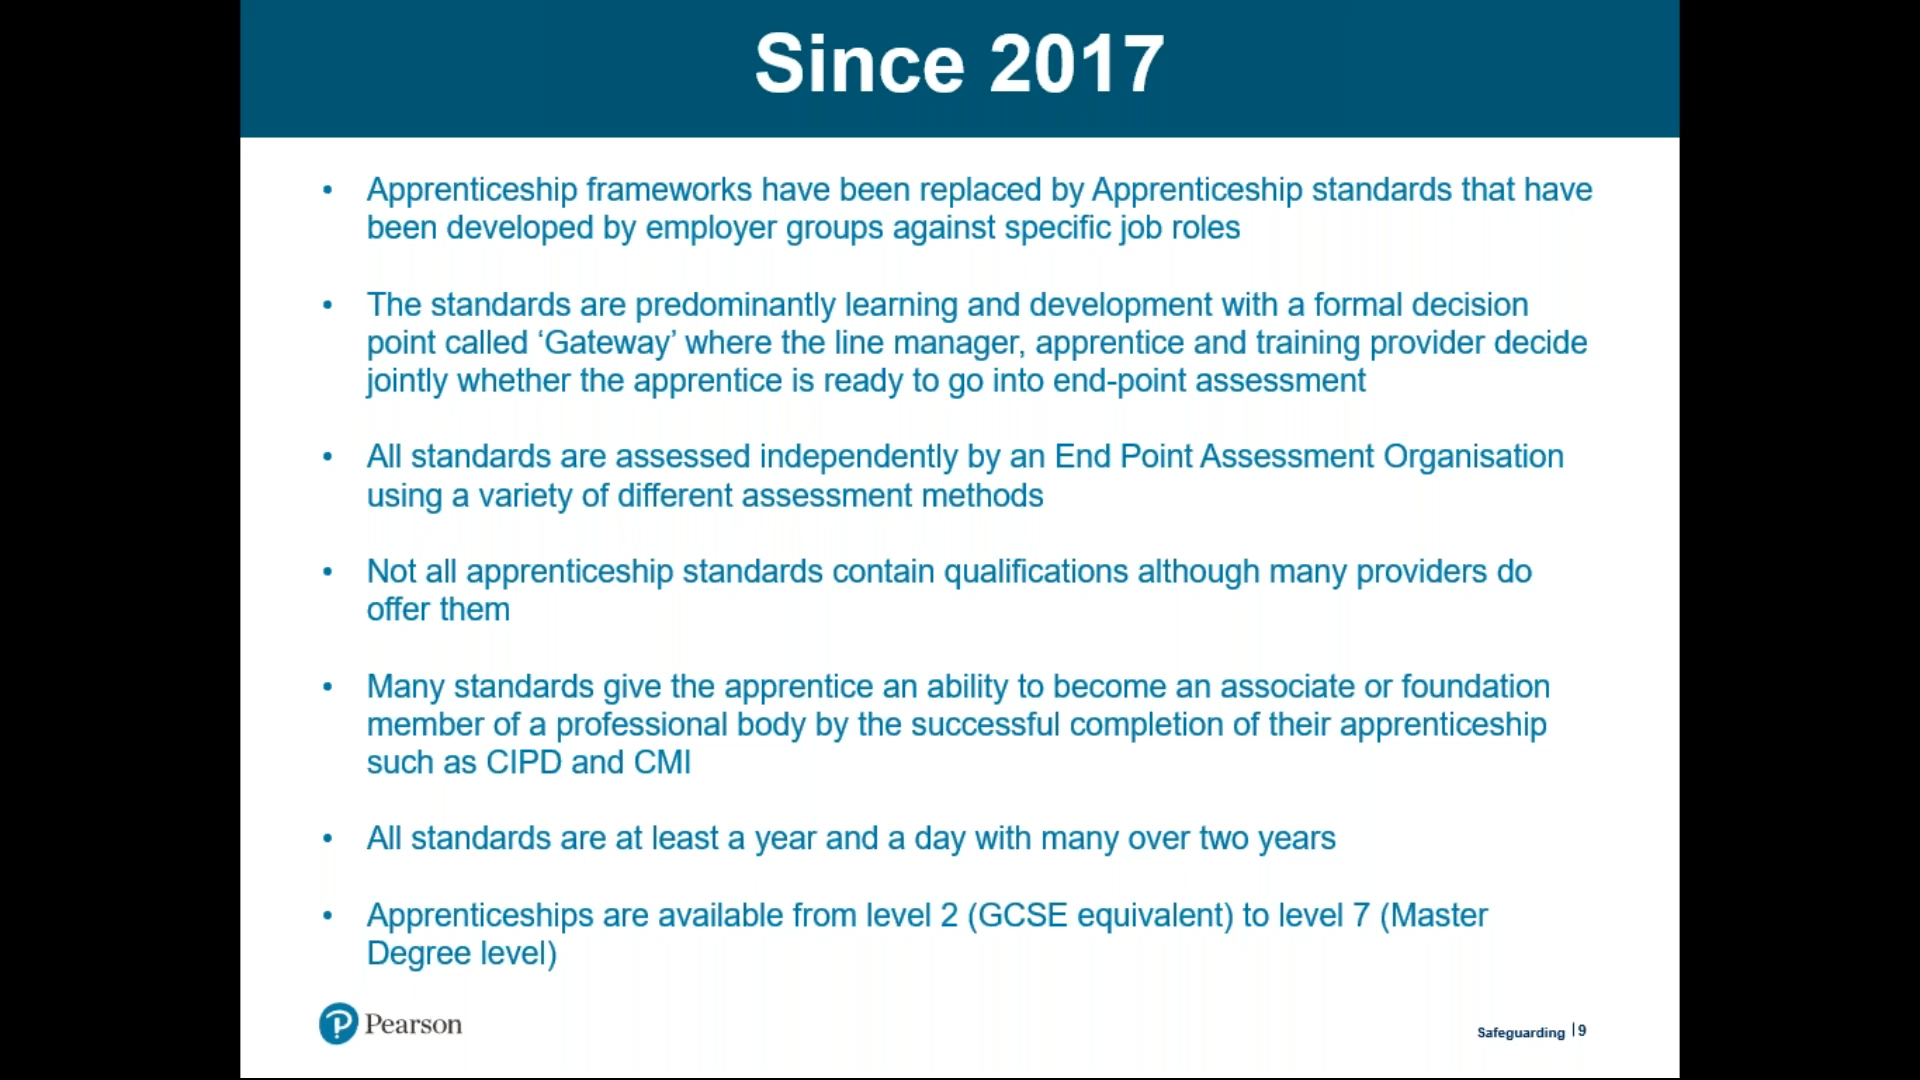 Since 2017
• Apprenticeship frameworks have been replaced by Apprenticeship standards that have
been developed by employer groups against specific job roles
• The standards are predominantly learning and development with a formal decision
point called ‘Gateway’ where the line manager, apprentice and training provider decide
jointly whether the apprentice is ready to go into end-point assessment
• All standards are assessed independently by an End Point Assessment Organisation
using a variety of different assessment methods
• Not all apprenticeship standards contain qualifications although many providers do
offer them
• Many standards give the apprentice an ability to become an associate or foundation
member of a professional body by the successful completion of their apprenticeship
such as CIPD and CMI
• All standards are at least a year and a day with many over two years
• Apprenticeships are available from level 2 (GCSE equivalent) to level 7 (Master
Degree level)
Pearson
Safeguarding | 9